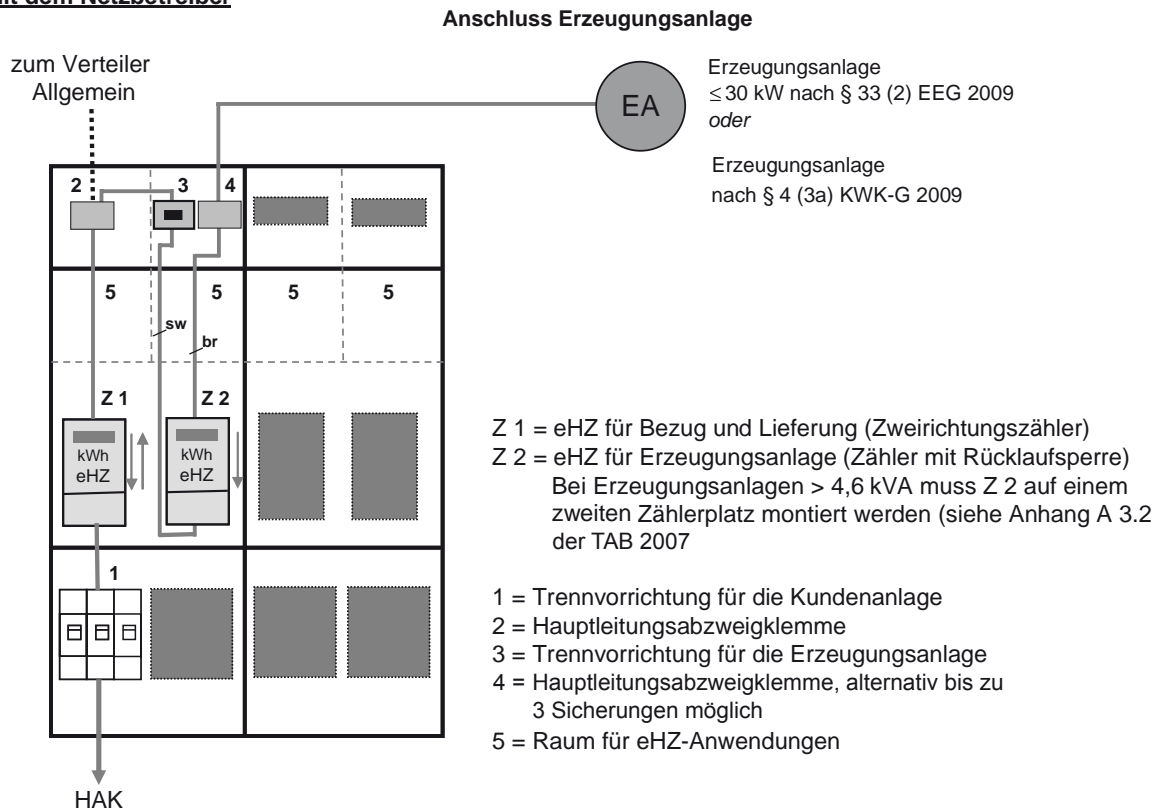 mit dem Netzbetreiber
Anschluss Erzeugungsanlage
zum Verteiler
Allgemein
EA
Erzeugungsanlage
≤ 30 kW nach § 33 (2) EEG 2009
oder
Erzeugungsanlage
nach § 4 (3a) KWK-G 2009
2 3 4
5 5 5 5
sw
br
Z 1 Z 2
kWh
eHZ
kWh
eHZ
Z 1 = eHZ für Bezug und Lieferung (Zweirichtungszähler)
Z 2 = eHZ für Erzeugungsanlage (Zähler mit Rücklaufsperre)
Bei Erzeugungsanlagen > 4,6 kVA muss Z 2 auf einem
zweiten Zählerplatz montiert werden (siehe Anhang A 3.2
der TAB 2007
1
1 = Trennvorrichtung für die Kundenanlage
2 = Hauptleitungsabzweigklemme
3 = Trennvorrichtung für die Erzeugungsanlage
4 = Hauptleitungsabzweigklemme, alternativ bis zu
3 Sicherungen möglich
5 = Raum für eHZ-Anwendungen
HAK